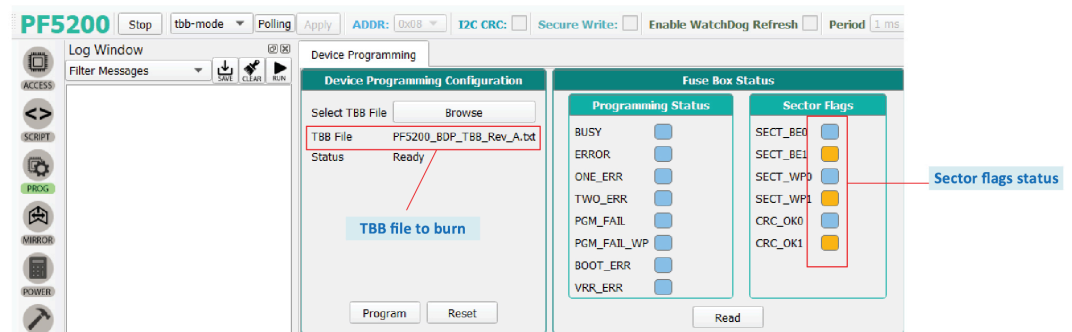 PF5200 Stop tbb-mode Polling Apply ADDR: 0x08 I2C CRC: Secure Write: Enable WatchDog Refresh Period 1 ms
Log Window
Filter Messages SAVE CLEAR RUN
ACCESS
SCRIPT
PROG
MIRROR
POWER
Device Programming
Device Programming Configuration
Select TBB File Browse
TBB File PF5200_BDP_TBB_Rev_A.txt
Status Ready
TBB file to burn
Program Reset
Fuse Box Status
Programming Status
BUSY
ERROR
ONE_ERR
TWO_ERR
PGM_FAIL
PGM_FAIL_WP
BOOT_ERR
VRR_ERR
Sector Flags
SECT_BE0
SECT_BE1
SECT_WP0
SECT_WP1
CRC_OK0
CRC_OK1
Read
Sector flags status